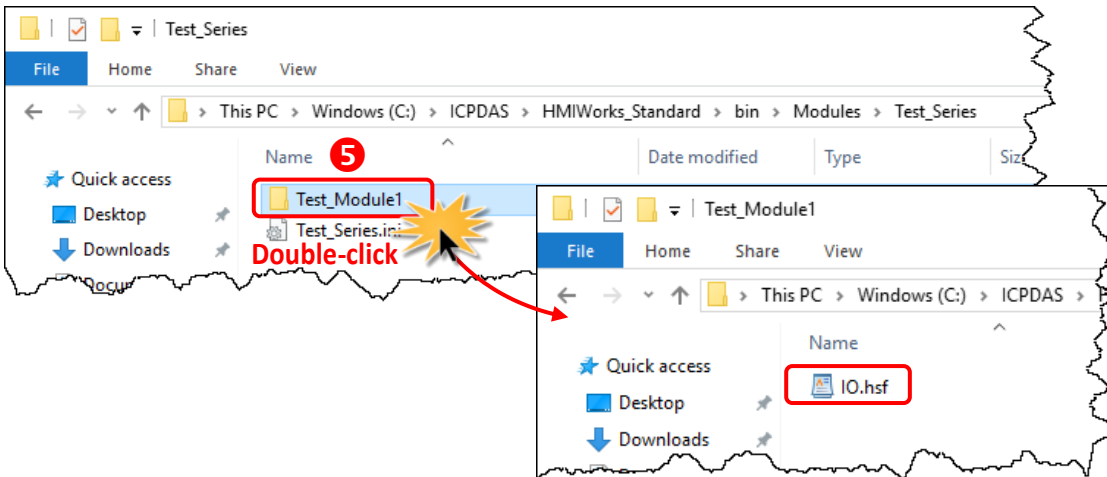 Test_Series
File Home Share View
This PC > Windows (C:) > ICPDAS > HMIWorks_Standard > bin > Modules > Test_Series
Name 5 Date modified Type
Quick access
Test_Module1
Desktop
Test_Series.ini
Downloads
Double-click
Test_Module1
File Home Share View
This PC > Windows (C:) > ICPDAS >
Name
Quick access
IO.hsf
Desktop
Downloads